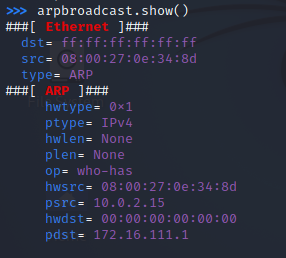 >>> arpbroadcast.show()
###[ Ethernet ]###
dst= ff:ff:ff:ff:ff:ff
src= 08:00:27:0e:34:8d
type= ARP
###[ ARP ]###
hwtype= 0×1
ptype= IPv4
hwlen= None
plen= None
op= who-has
hwsrc= 08:00:27:0e:34:8d
psrc= 10.0.2.15
hwdst= 00:00:00:00:00:00
pdst= 172.16.111.1